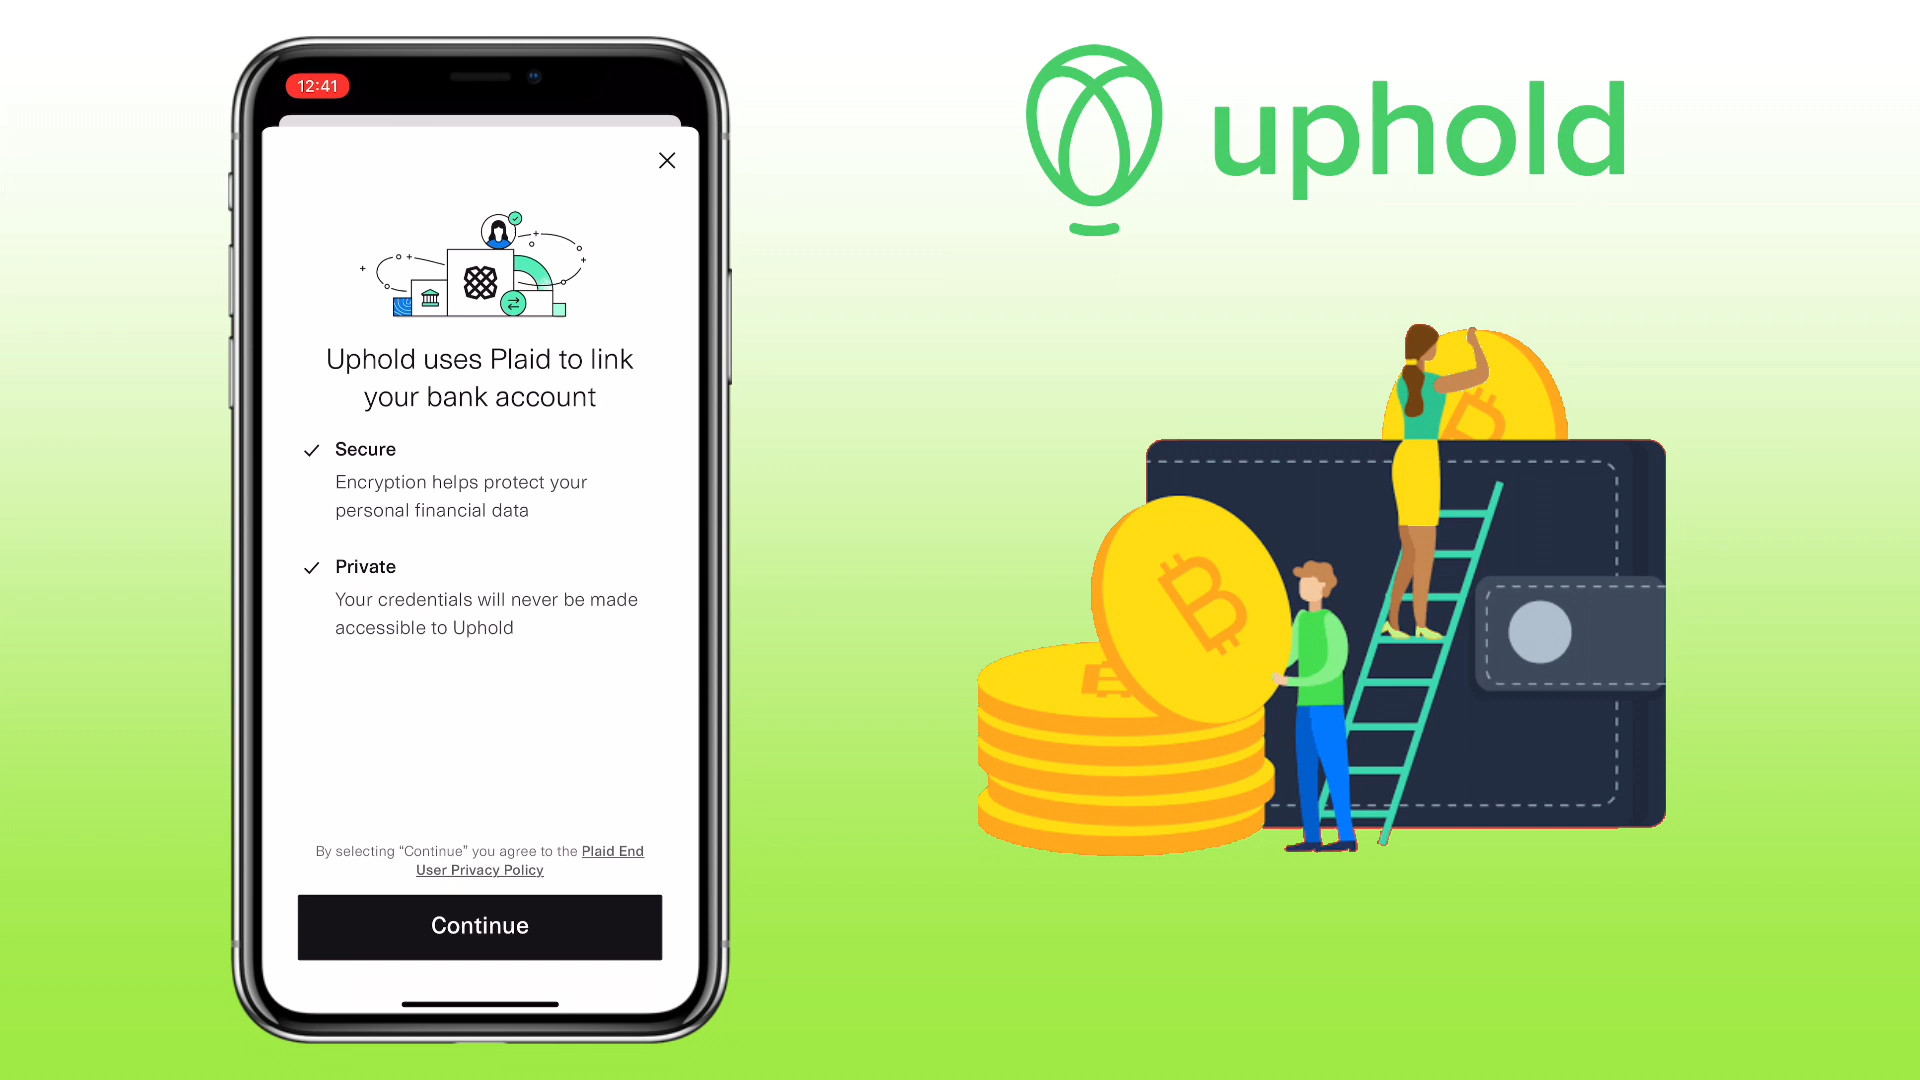 12:41
Uphold uses Plaid to link
your bank account
Secure
Encryption helps protect your
personal financial data
Private
Your credentials will never be made
accessible to Uphold
By selecting “Continue” you agree to the Plaid End
User Privacy Policy
Continue
uphold